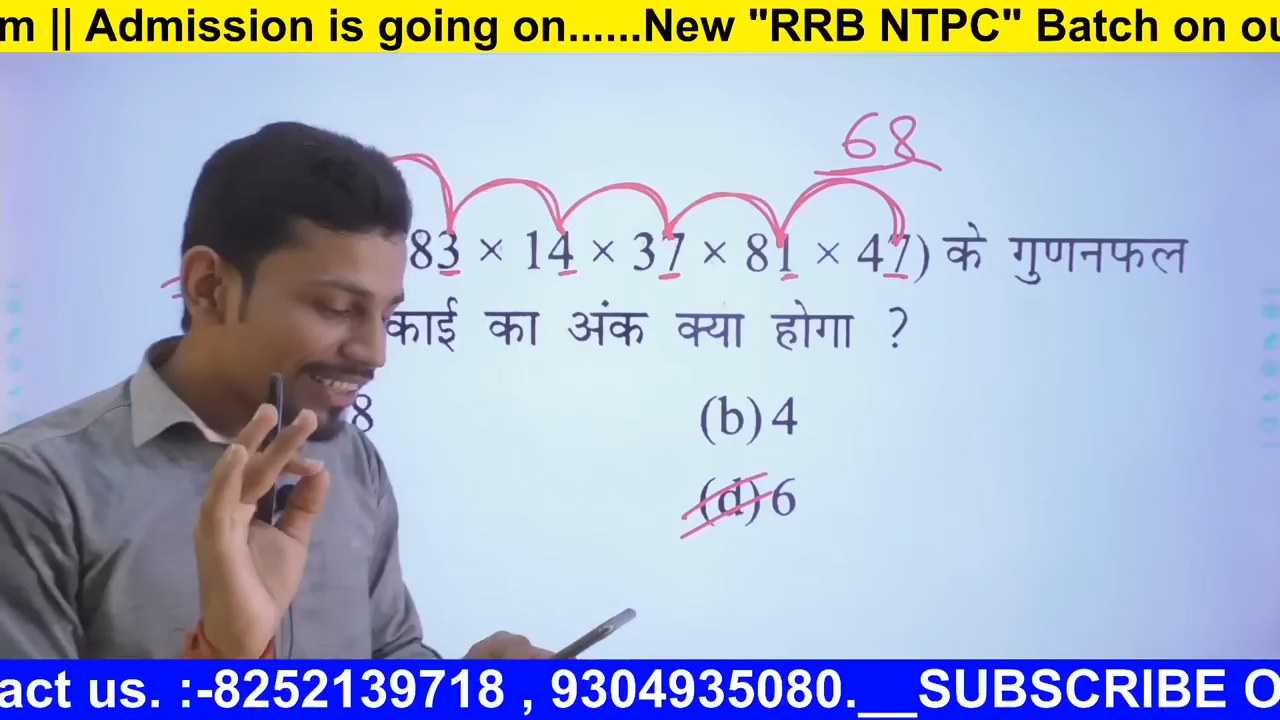 m || Admission is going on......New "RRB NTPC" Batch on ou
68
83 × 14 × 37 × 81 × 47) के गुणनफल
काई का अंक क्या होगा ?
8 (b) 4
(d) 6
act us. :-8252139718 , 9304935080.__SUBSCRIBE O